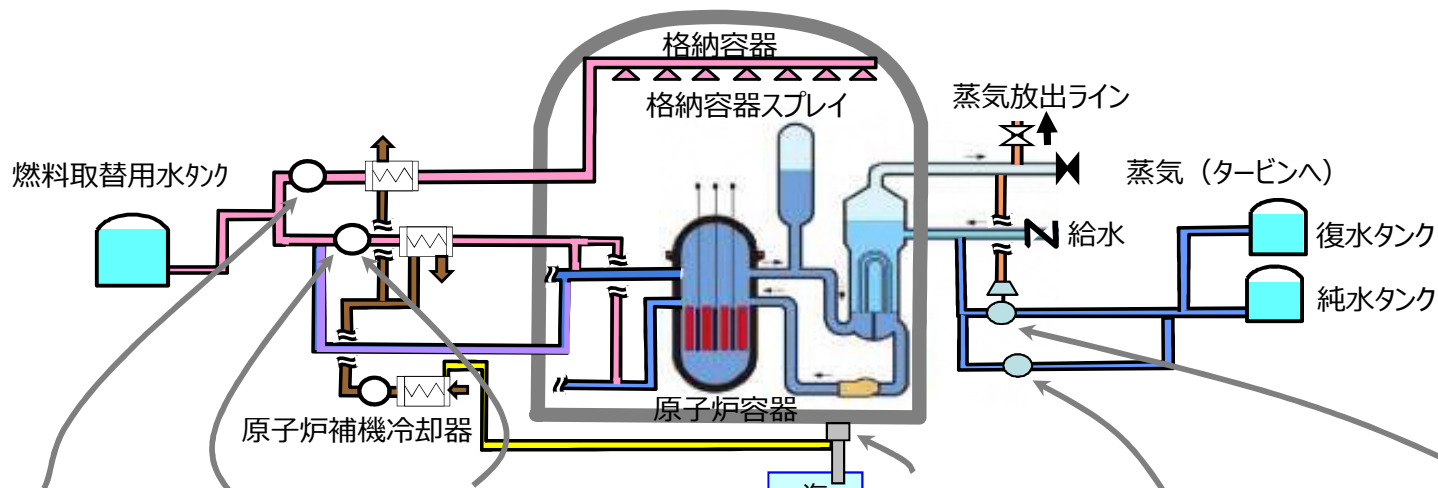 格納容器
格納容器スプレイ
蒸気放出ライン
燃料取替用水タンク
蒸気（タービンへ）
給水
復水タンク
純水タンク
原子炉容器
原子炉補機冷却器
海